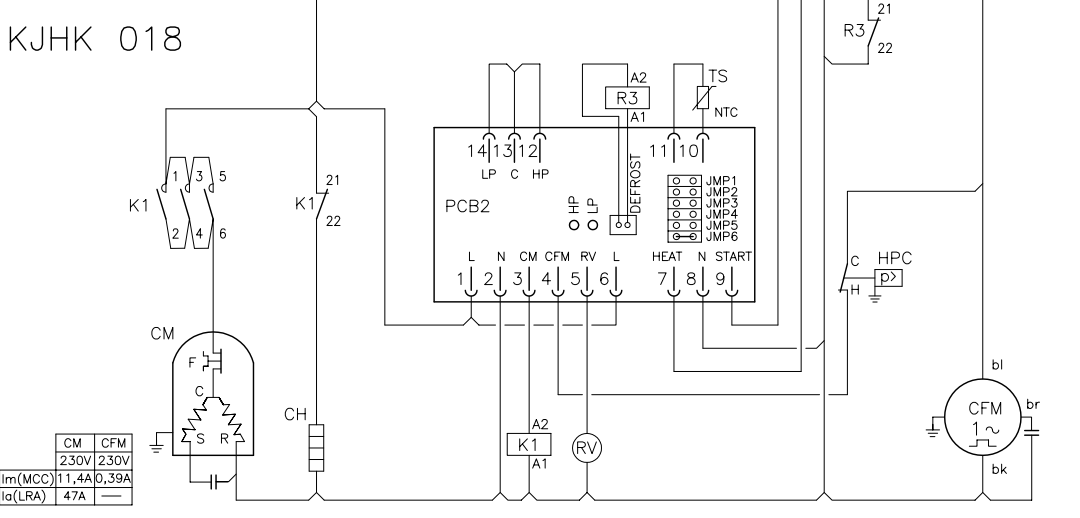 KJHK 018
21
R3
22
A2
R3
A1
TS
NTC
14 13 12
LP C HP
11 10
DEFROST
JMP1
JMP2
JMP3
JMP4
JMP5
JMP6
PCB2
HP
LP
L N CM CFM RV L
1 2 3 4 5 6
HEAT N START
7 8 9
K1
1 3 5
2 4 6
21
K1
22
C
HPC
p>
H
CM
F
C
S R
CH
A2
K1
A1
RV
bl
CFM
1 ~
br
bk
CM CFM
230V 230V
Im(MCC) 11,4A 0,39A
Ia(LRA) 47A —